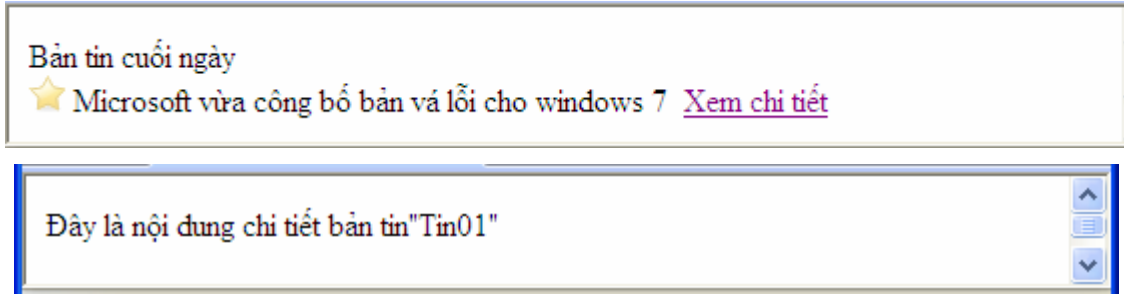 Bản tin cuối ngày
Microsoft vừa công bố bản vá lỗi cho windows 7 Xem chi tiết
Đây là nội dung chi tiết bản tin"Tin01"